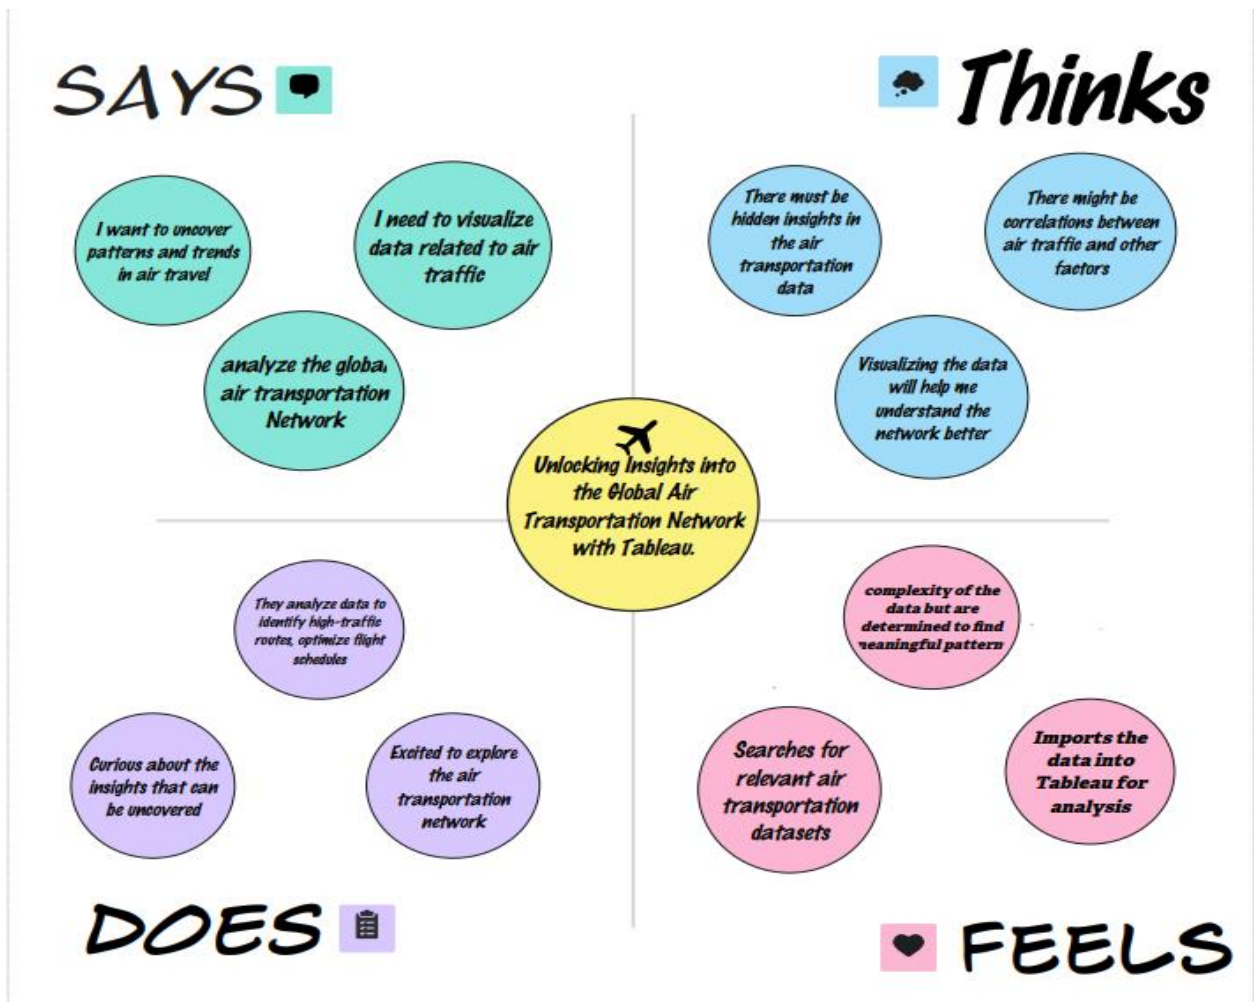 SAYS
Thinks
I want to uncover
patterns and trends
in air travel
I need to visualize
data related to air
traffic
analyze the global
air transportation
Network
There must be
hidden insights in
the air
transportation
data
There might be
correlations between
air traffic and other
factors
Visualizing the data
will help me
understand the
network better
Unlocking Insights into
the Global Air
Transportation Network
with Tableau.
They analyze data to
identify high-traffic
routes, optimize flight
schedules
Curious about the
insights that can
be uncovered
Excited to explore
the air
transportation
network
complexity of the
data but are
determined to find
meaningful pattern
Searches for
relevant air
transportation
datasets
Imports the
data into
Tableau for
analysis
DOES
FEELS